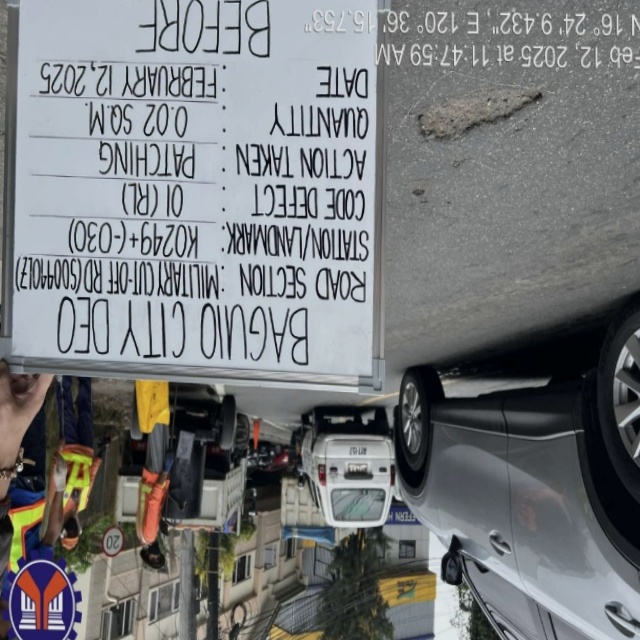 BAGUIO CITY DEO
ROAD SECTION : MILITARY CUT-OFF RD (S00949OLZ)
STATION/LANDMARK : K0249+(-030)
CODE DEFECT : 01 (RL)
ACTION TAKEN : PATCHING
QUANTITY : 0.02 SQ.M.
DATE : FEBRUARY 12, 2025
BEFORE
Feb 12, 2025 at 11:47:59 AM
N 16° 24' 9.432", E 120° 36' 15.753"
20